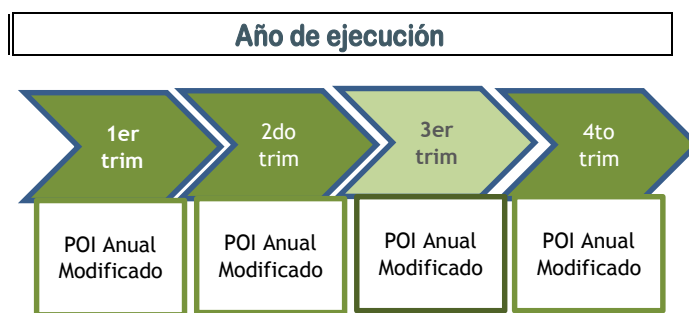 Año de ejecución
1er
trim
2do
trim
3er
trim
4to
trim
POI Anual
Modificado
POI Anual
Modificado
POI Anual
Modificado
POI Anual
Modificado